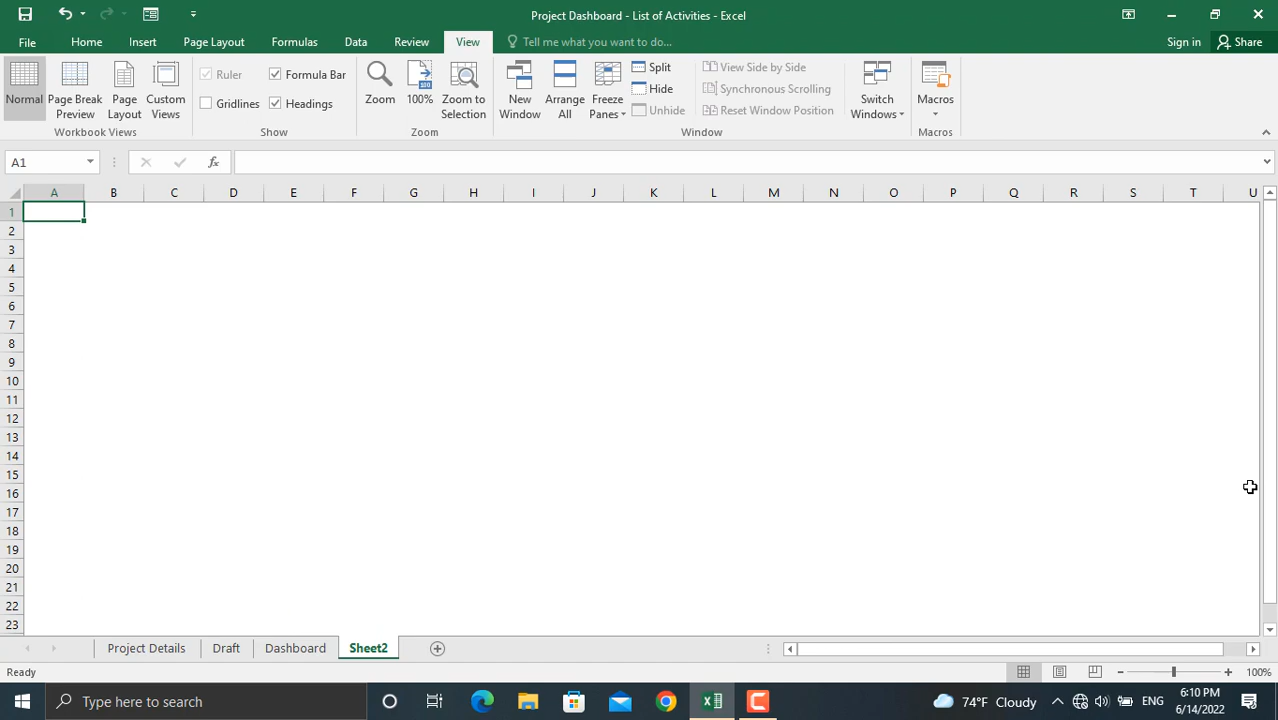 Project Dashboard - List of Activities - Excel
File Home Insert Page Layout Formulas Data Review View Tell me what you want to do... Sign in Share
Normal Page Break Preview Page Layout Custom Views
Workbook Views
Ruler Formula Bar
Gridlines Headings
Show
Zoom 100% Zoom to Selection
Zoom
New Window Arrange All Freeze Panes
Split View Side by Side
Hide Synchronous Scrolling
Unhide Reset Window Position
Switch Windows
Window
Macros
Macros
A1 fx
A B C D E F G H I J K L M N O P Q R S T U
1
2
3
4
5
6
7
8
9
10
11
12
13
14
15
16
17
18
19
20
21
22
23
Project Details Draft Dashboard Sheet2
Ready 100%
Type here to search 74°F Cloudy ENG 6:10 PM
6/14/2022